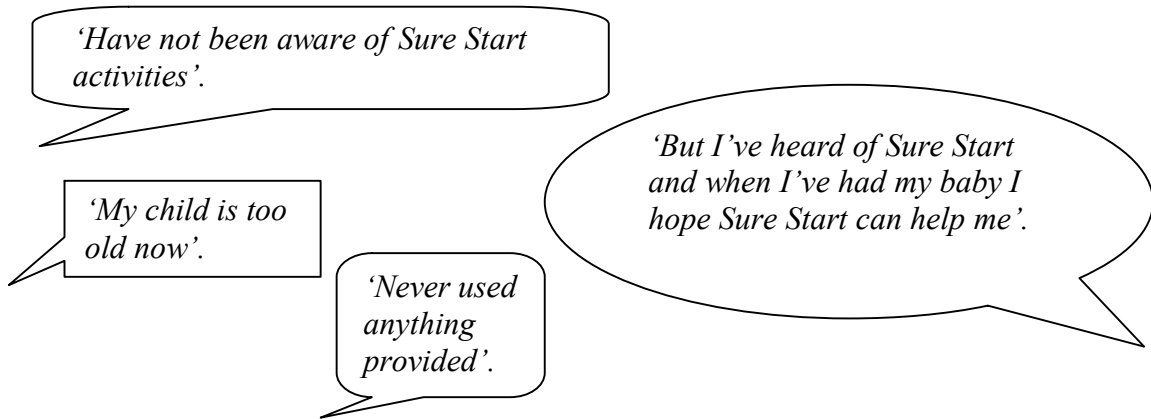 ‘Have not been aware of Sure Start
activities’.
‘But I’ve heard of Sure Start
and when I’ve had my baby I
hope Sure Start can help me’.
‘My child is too
old now’.
‘Never used
anything
provided’.